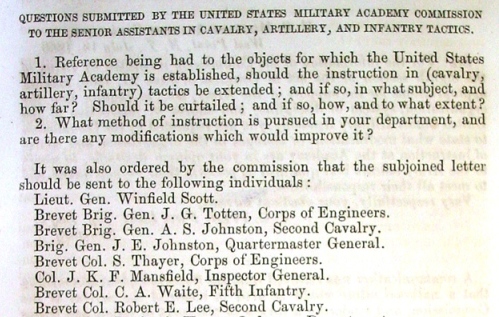 QUESTIONS SUBMITTED BY THE UNITED STATES MILITARY ACADEMY COMMISSION
TO THE SENIOR ASSISTANTS IN CAVALRY, ARTILLERY, AND INFANTRY TACTICS.
1. Reference being had to the objects for which the United States
Military Academy is established, should the instruction in (cavalry,
artillery, infantry) tactics be extended; and if so, in what subject, and
how far? Should it be curtailed; and if so, how, and to what extent?
2. What method of instruction is pursued in your department, and
are there any modifications which would improve it?
It was also ordered by the commission that the subjoined letter
should be sent to the following individuals:
Lieut. Gen. Winfield Scott.
Brevet Brig. Gen. J. G. Totten, Corps of Engineers.
Brevet Brig. Gen. A. S. Johnston, Second Cavalry.
Brig. Gen. J. E. Johnston, Quartermaster General.
Brevet Col. S. Thayer, Corps of Engineers.
Col. J. K. F. Mansfield, Inspector General.
Brevet Col. C. A. Waite, Fifth Infantry.
Brevet Col. Robert E. Lee, Second Cavalry.